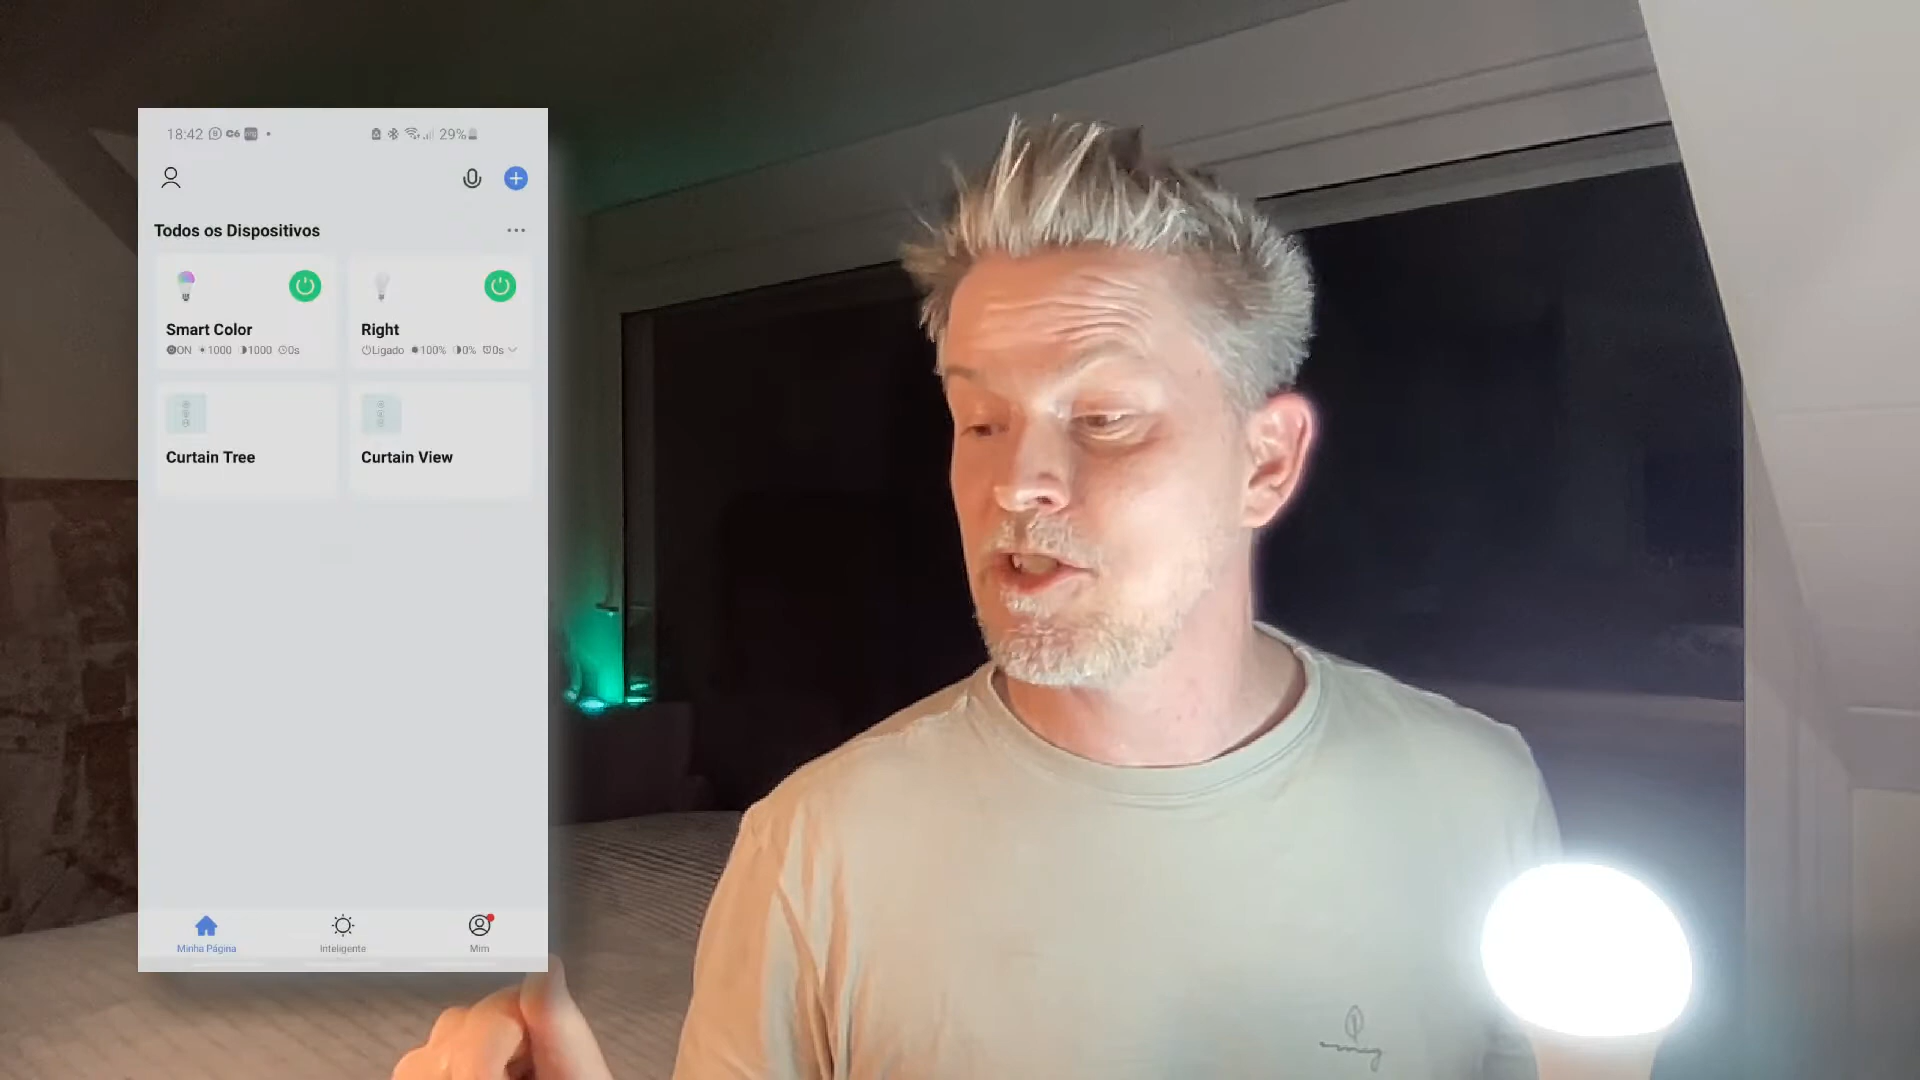 18:42
29%
Todos os Dispositivos
Smart Color
ON 1000 1000 0s
Right
Ligado 100% 0% 0s
Curtain Tree
Curtain View
Minha Página
Inteligente
Mim